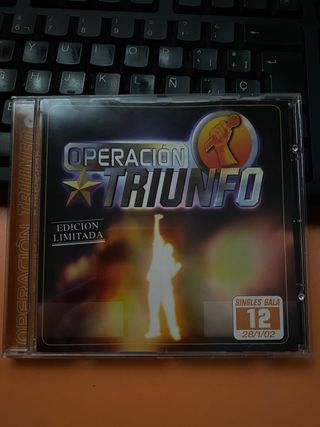 OPERACIÓN
TRIUNFO
EDICION
LIMITADA
SINGLES GALA
12
28/1/02
OPERACIÓN TRIUNFO